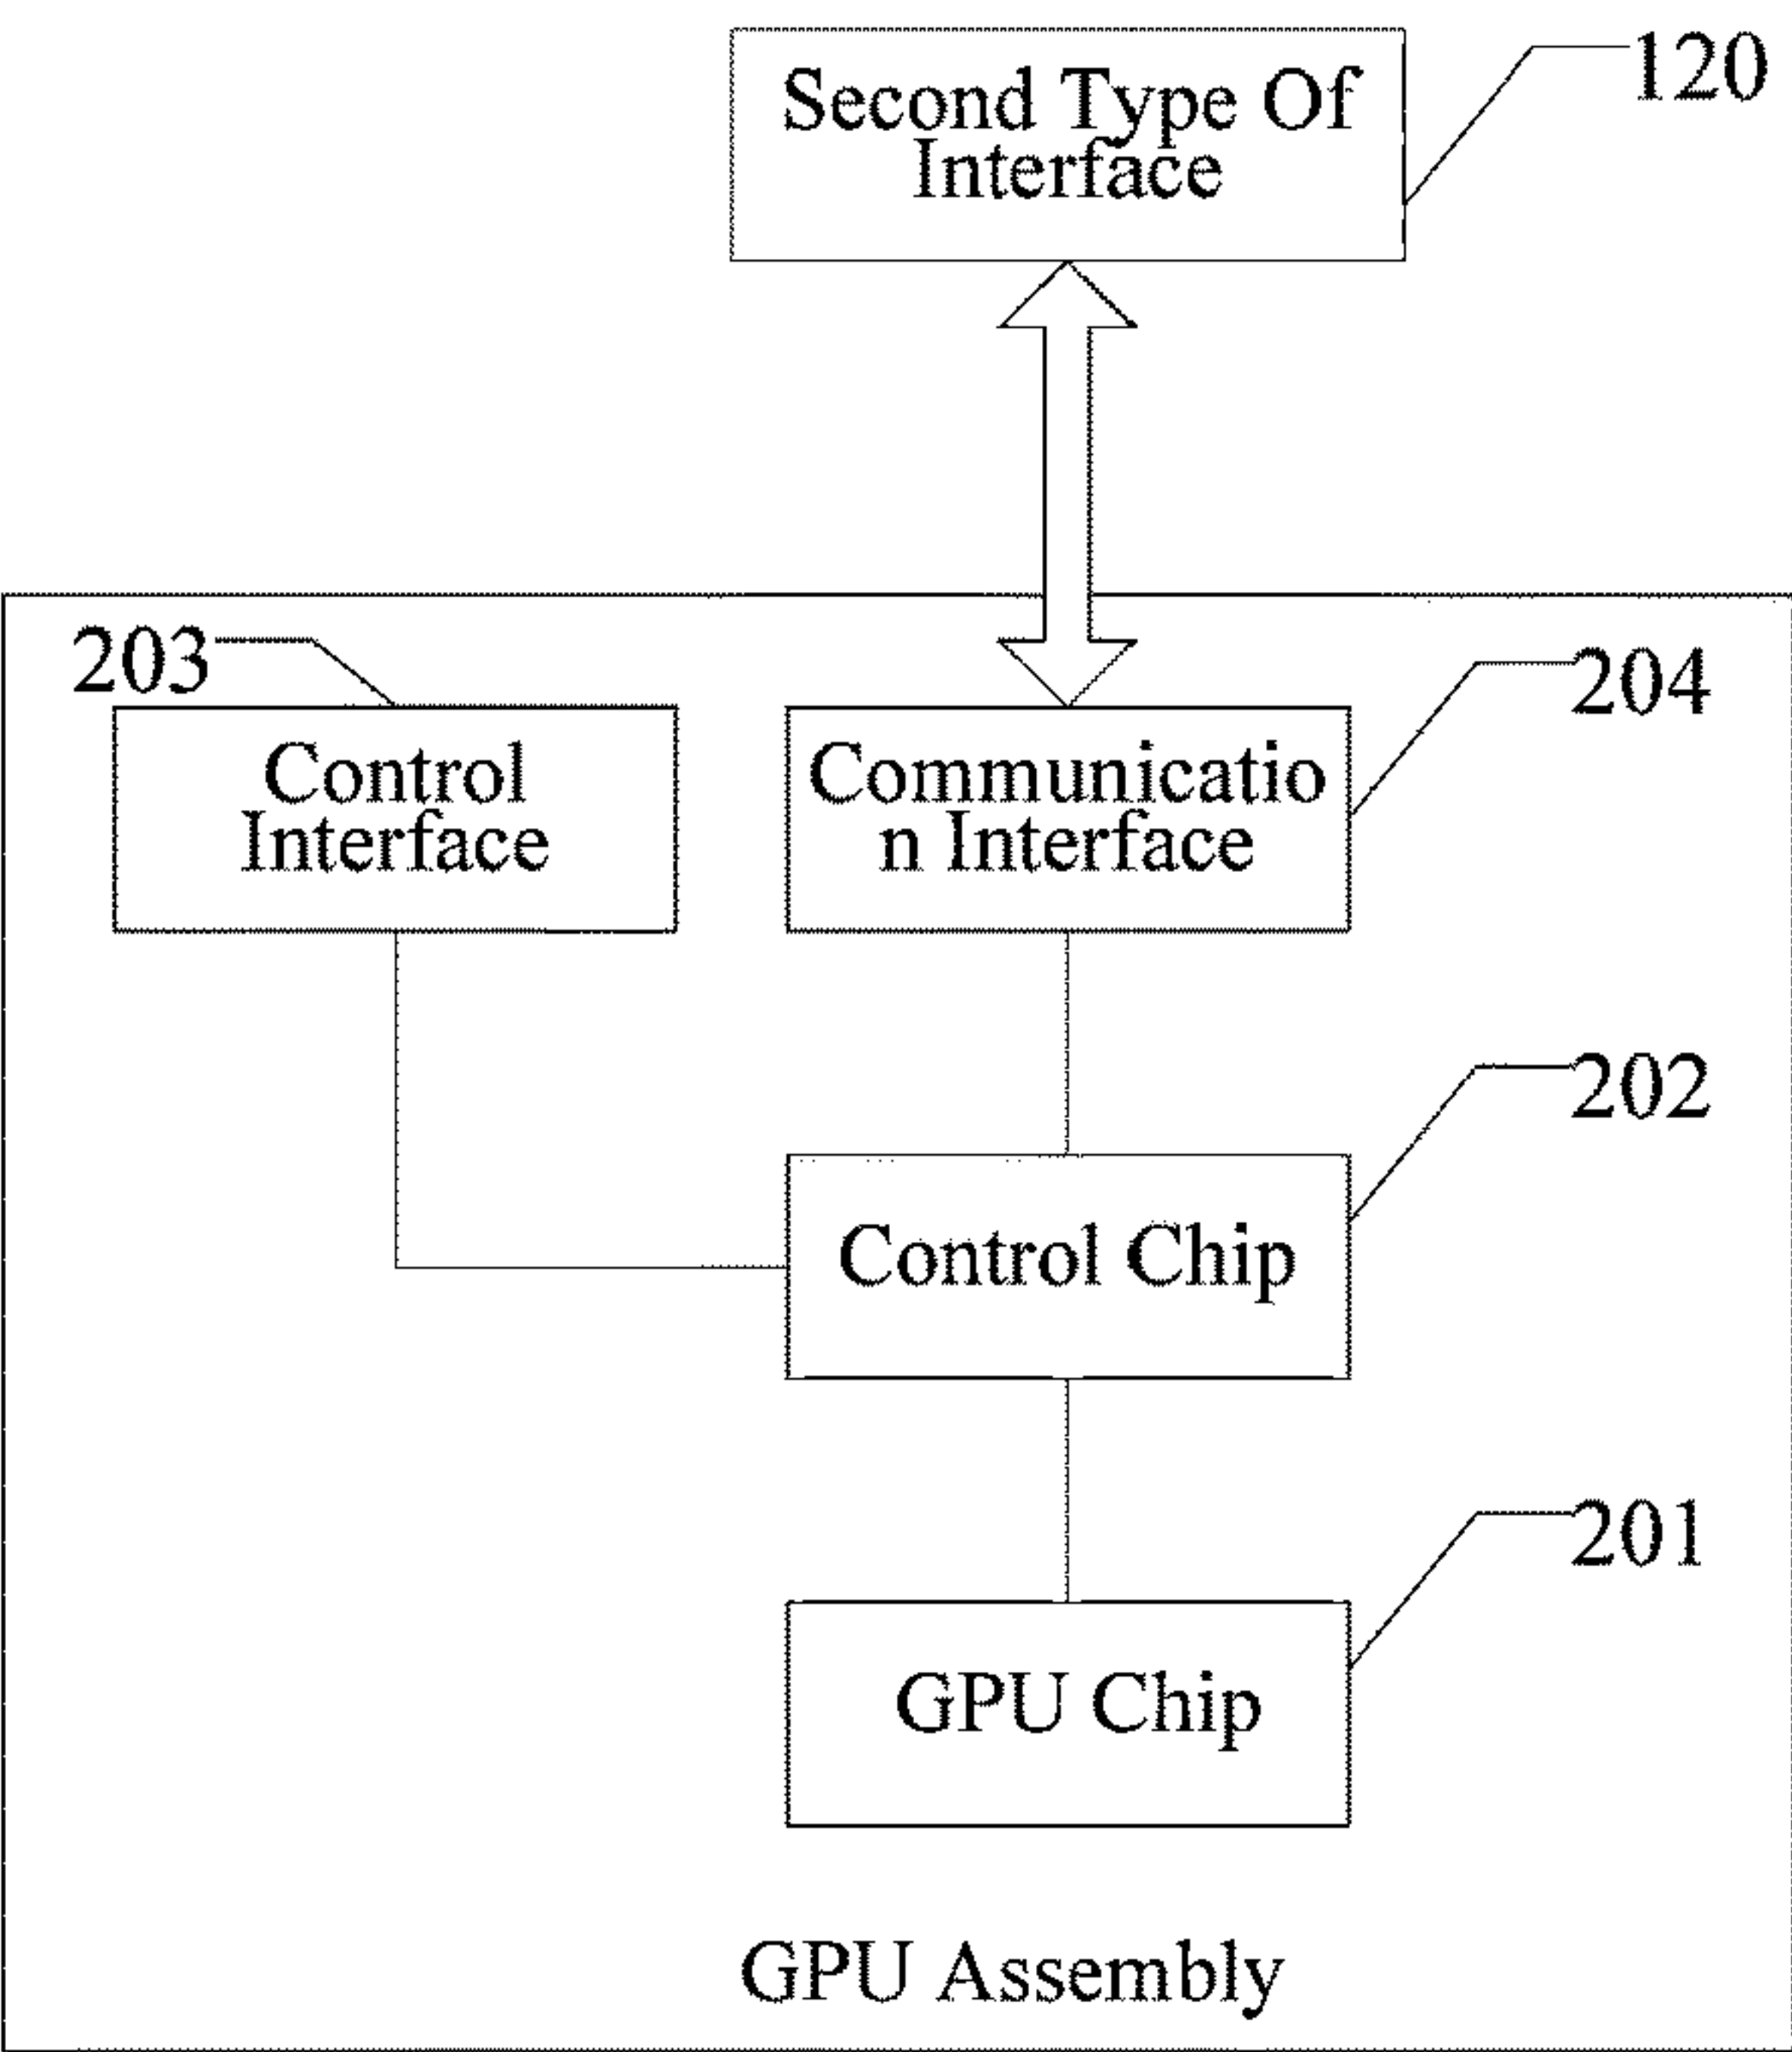 Second Type Of
Interface
120
203
Control
Interface
Communicatio
n Interface
204
Control Chip
202
GPU Chip
201
GPU Assembly